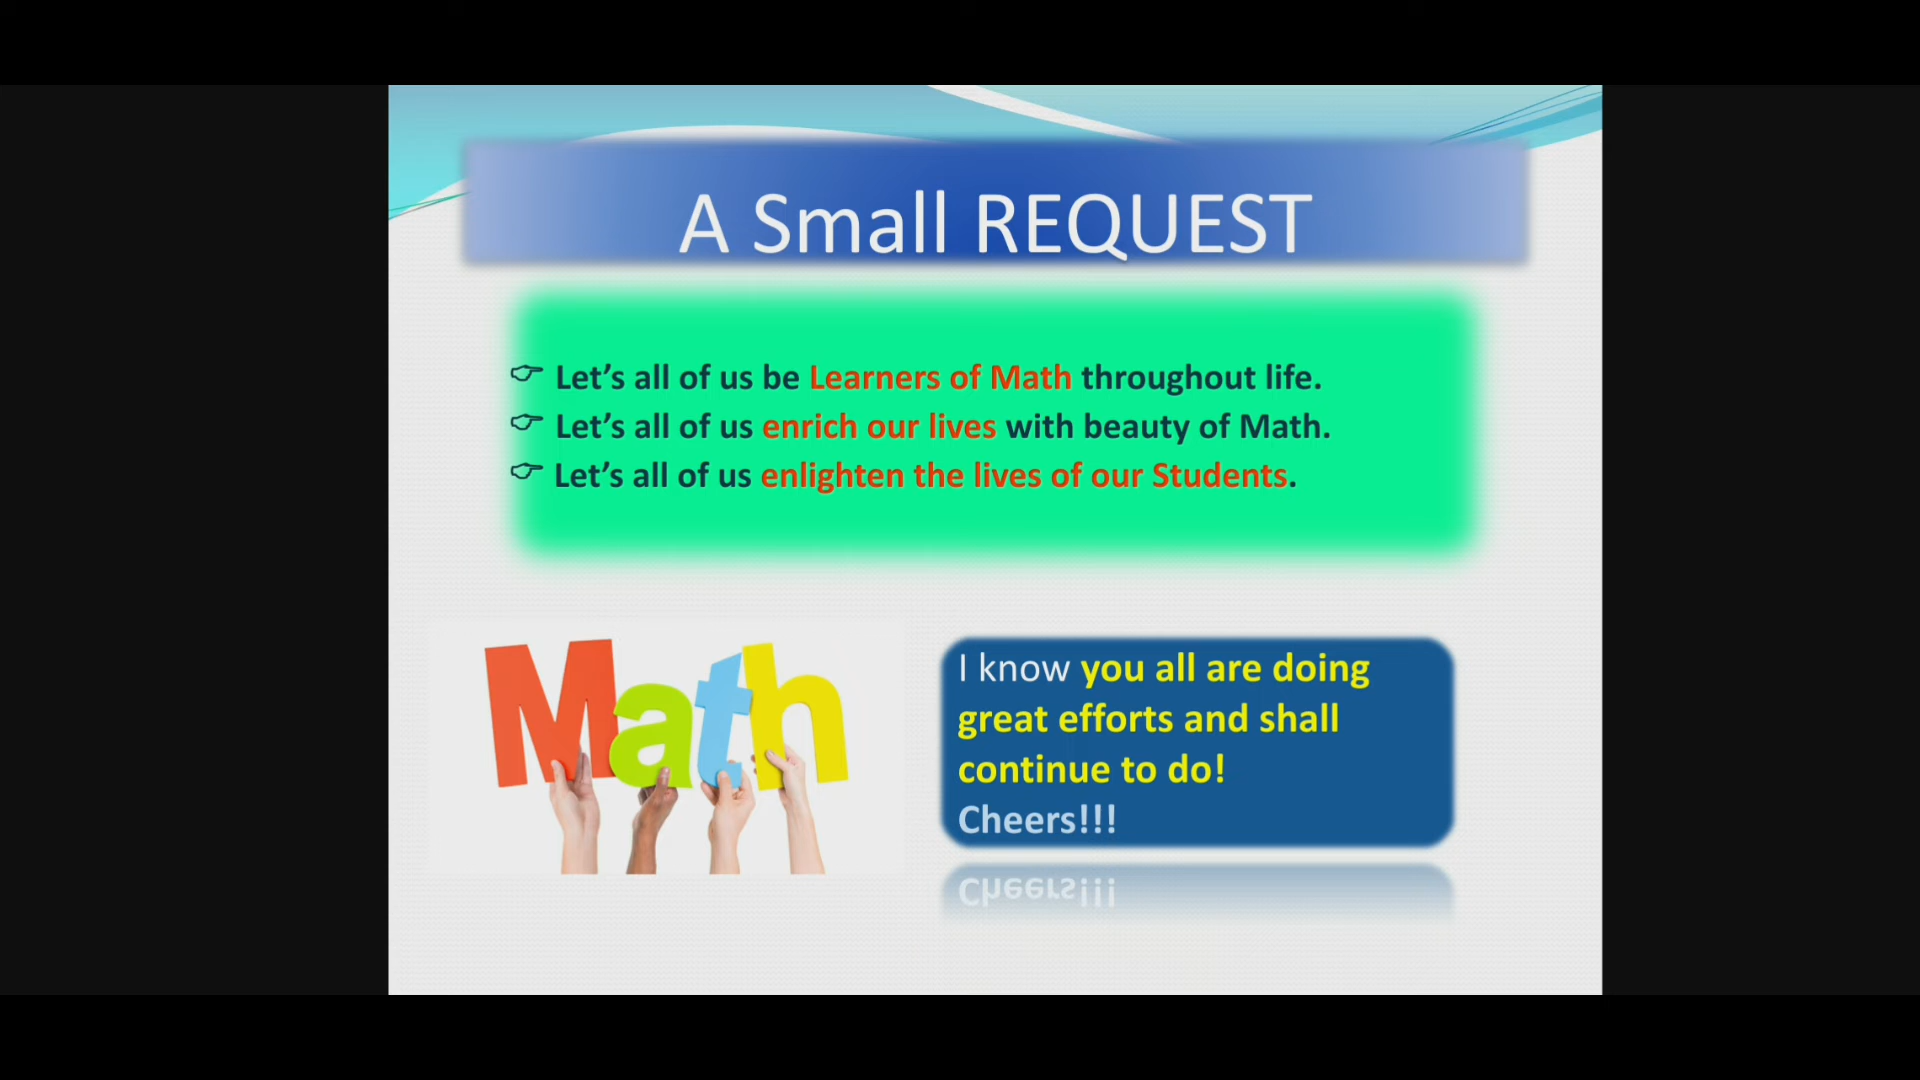 A Small REQUEST
Let's all of us be Learners of Math throughout life.
Let's all of us enrich our lives with beauty of Math.
Let's all of us enlighten the lives of our Students.
Math
I know you all are doing
great efforts and shall
continue to do!
Cheers!!!